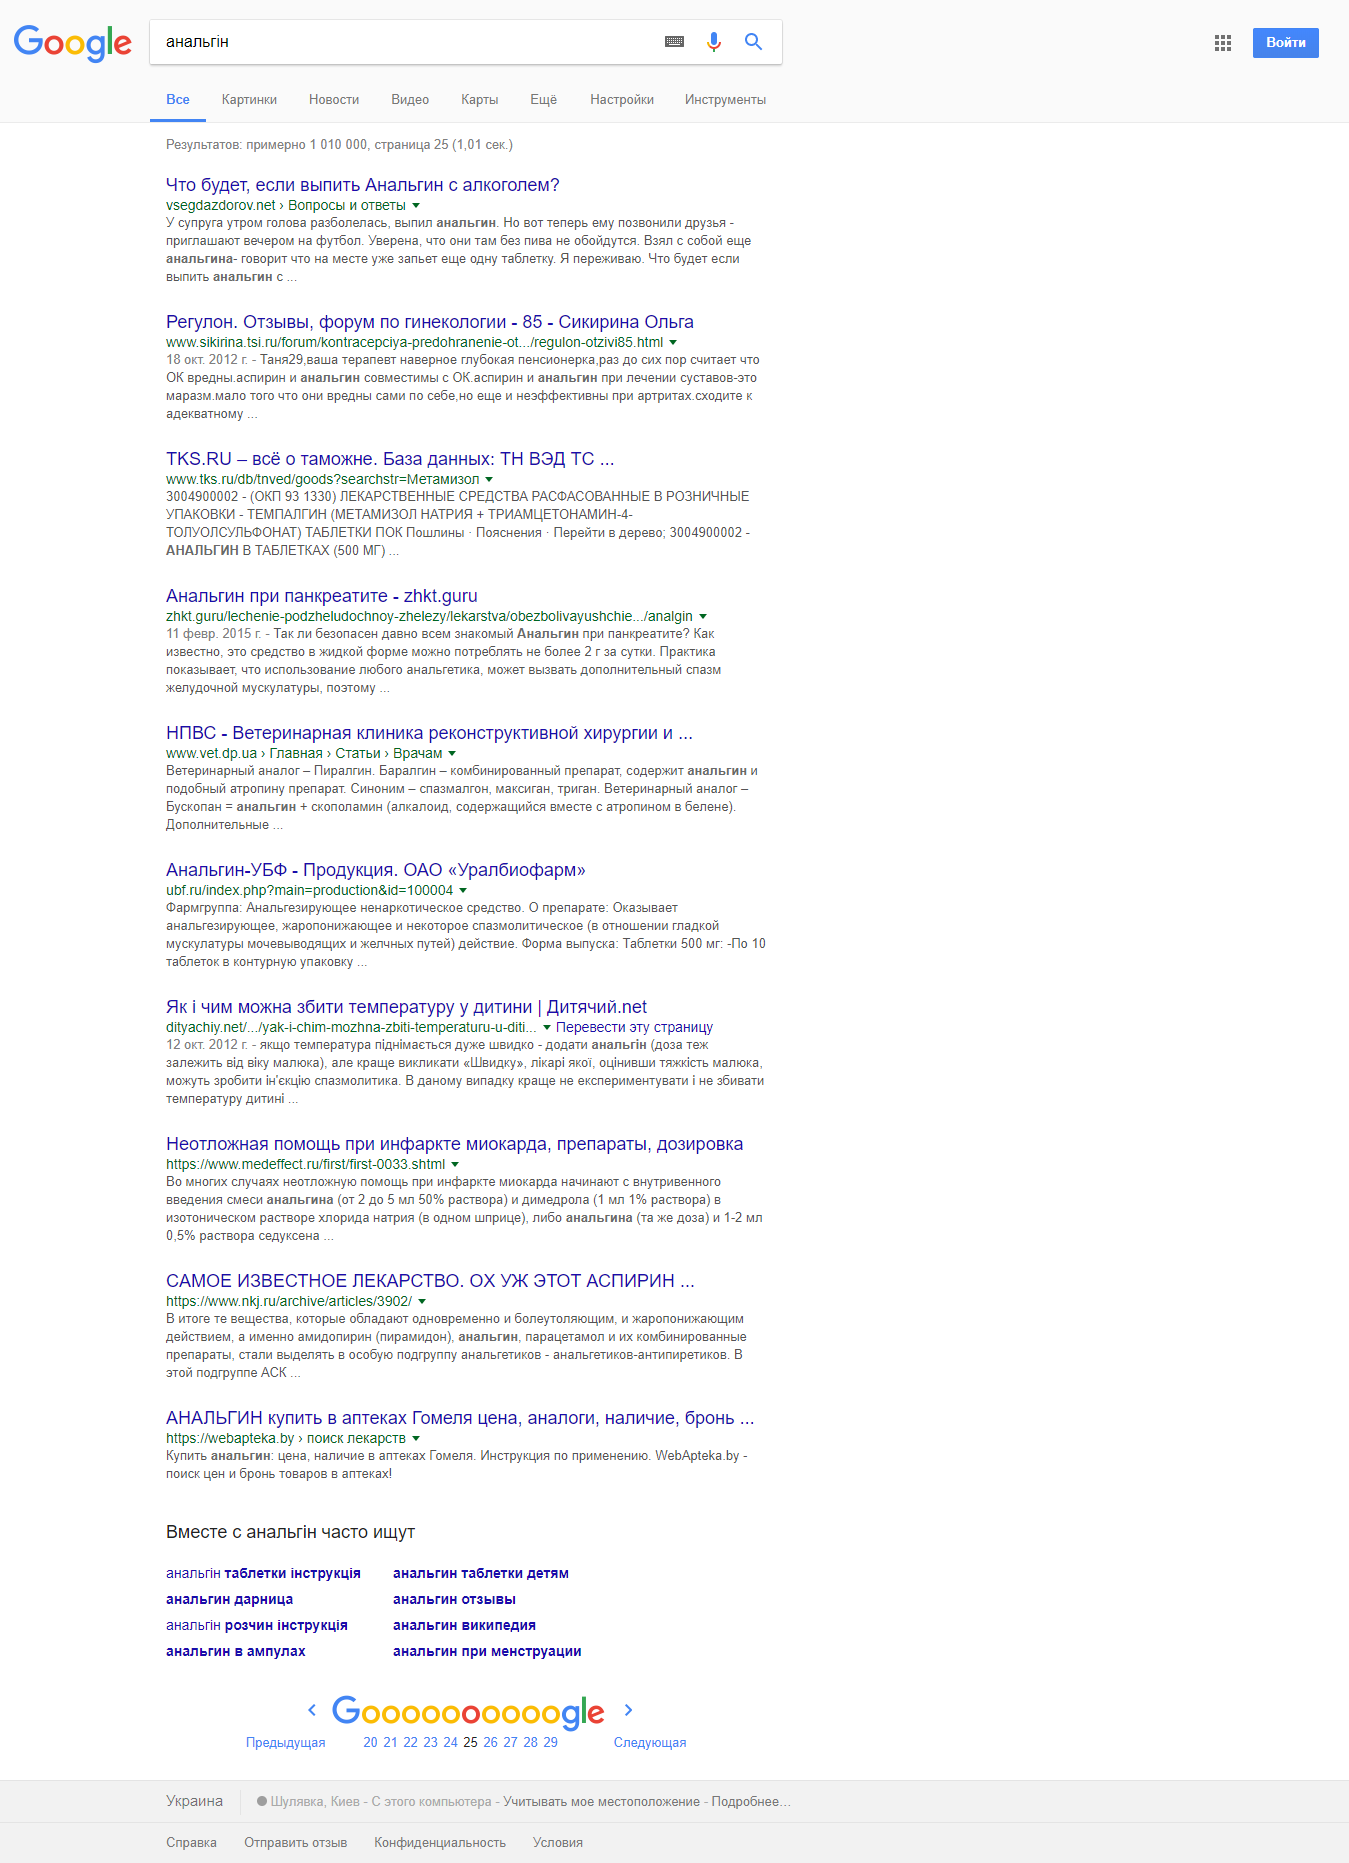 Google
анальгін
Войти
Все Картинки Новости Видео Карты Ещё Настройки Инструменты
Результатов: примерно 1 010 000, страница 25 (1,01 сек.)
Что будет, если выпить Анальгин с алкоголем?
vsegdazdorov.net › Вопросы и ответы
У супруга утром голова разболелась, выпил анальгин. Но вот теперь ему позвонили друзья -
приглашают вечером на футбол. Уверена, что они там без пива не обойдутся. Взял с собой еще
анальгина- говорит что на месте уже запьет еще одну таблетку. Я переживаю. Что будет если
выпить анальгин с ...
Регулон. Отзывы, форум по гинекологии - 85 - Сикирина Ольга
www.sikirina.tsi.ru/forum/kontracepciya-predohranenie-ot.../regulon-otzivi85.html
18 окт. 2012 г. - Таня29,ваша терапевт наверное глубокая пенсионерка,раз до сих пор считает что
ОК вредны.аспирин и анальгин совместимы с ОК.аспирин и анальгин при лечении суставов-это
маразм.мало того что они вредны сами по себе,но еще и неэффективны при артритах.сходите к
адекватному ...
TKS.RU – всё о таможне. База данных: ТН ВЭД ТС ...
www.tks.ru/db/tnved/goods?searchstr=Метамизол
3004900002 - (ОКП 93 1330) ЛЕКАРСТВЕННЫЕ СРЕДСТВА РАСФАСОВАННЫЕ В РОЗНИЧНЫЕ
УПАКОВКИ - ТЕМПАЛГИН (МЕТАМИЗОЛ НАТРИЯ + ТРИАМЦЕТОНАМИН-4-
ТОЛУОЛСУЛЬФОНАТ) ТАБЛЕТКИ ПОК Пошлины · Пояснения · Перейти в дерево; 3004900002 -
АНАЛЬГИН В ТАБЛЕТКАХ (500 МГ) ...
Анальгин при панкреатите - zhkt.guru
zhkt.guru/lechenie-podzheludochnoy-zhelezy/lekarstva/obezbolivayushchie.../analgin
11 февр. 2015 г. - Так ли безопасен давно всем знакомый Анальгин при панкреатите? Как
известно, это средство в жидкой форме можно потреблять не более 2 г за сутки. Практика
показывает, что использование любого анальгетика, может вызвать дополнительный спазм
желудочной мускулатуры, поэтому ...
НПВС - Ветеринарная клиника реконструктивной хирургии и ...
www.vet.dp.ua › Главная › Статьи › Врачам
Ветеринарный аналог – Пиралгин. Баралгин – комбинированный препарат, содержит анальгин и
подобный атропину препарат. Синоним – спазмалгон, максиган, триган. Ветеринарный аналог –
Бускопан = анальгин + скополамин (алкалоид, содержащийся вместе с атропином в белене).
Дополнительные ...
Анальгин-УБФ - Продукция. ОАО «Уралбиофарм»
ubf.ru/index.php?main=production&id=100004
Фармгруппа: Анальгезирующее ненаркотическое средство. О препарате: Оказывает
анальгезирующее, жаропонижающее и некоторое спазмолитическое (в отношении гладкой
мускулатуры мочевыводящих и желчных путей) действие. Форма выпуска: Таблетки 500 мг: -По 10
таблеток в контурную упаковку ...
Як і чим можна збити температуру у дитини | Дитячий.net
dityachiy.net/.../yak-i-chim-mozhna-zbiti-temperaturu-u-diti... Перевести эту страницу
12 окт. 2012 г. - якщо температура піднімається дуже швидко - додати анальгін (доза теж
залежить від віку малюка), але краще викликати «Швидку», лікарі якої, оцінивши тяжкість малюка,
можуть зробити ін'єкцію спазмолитика. В даному випадку краще не експериментувати і не збивати
температуру дитині ...
Неотложная помощь при инфаркте миокарда, препараты, дозировка
https://www.medeffect.ru/first/first-0033.shtml
Во многих случаях неотложную помощь при инфаркте миокарда начинают с внутривенного
введения смеси анальгина (от 2 до 5 мл 50% раствора) и димедрола (1 мл 1% раствора) в
изотоническом растворе хлорида натрия (в одном шприце), либо анальгина (та же доза) и 1-2 мл
0,5% раствора седуксена ...
САМОЕ ИЗВЕСТНОЕ ЛЕКАРСТВО. ОХ УЖ ЭТОТ АСПИРИН ...
https://www.nkj.ru/archive/articles/3902/
В итоге те вещества, которые обладают одновременно и болеутоляющим, и жаропонижающим
действием, а именно амидопирин (пирамидон), анальгин, парацетамол и их комбинированные
препараты, стали выделять в особую подгруппу анальгетиков - анальгетиков-антипиретиков. В
этой подгруппе АСК ...
АНАЛЬГИН купить в аптеках Гомеля цена, аналоги, наличие, бронь ...
https://webapteka.by › поиск лекарств
Купить анальгин: цена, наличие в аптеках Гомеля. Инструкция по применению. WebApteka.by -
поиск цен и бронь товаров в аптеках!
Вместе с анальгін часто ищут
анальгін таблетки інструкція анальгин таблетки детям
анальгин дарница анальгин отзывы
анальгін розчин інструкція анальгин википедия
анальгин в ампулах анальгин при менструации
Goooooooooogle
Предыдущая 20 21 22 23 24 25 26 27 28 29 Следующая
Украина Шулявка, Киев - С этого компьютера - Учитывать мое местоположение - Подробнее…
Справка Отправить отзыв Конфиденциальность Условия